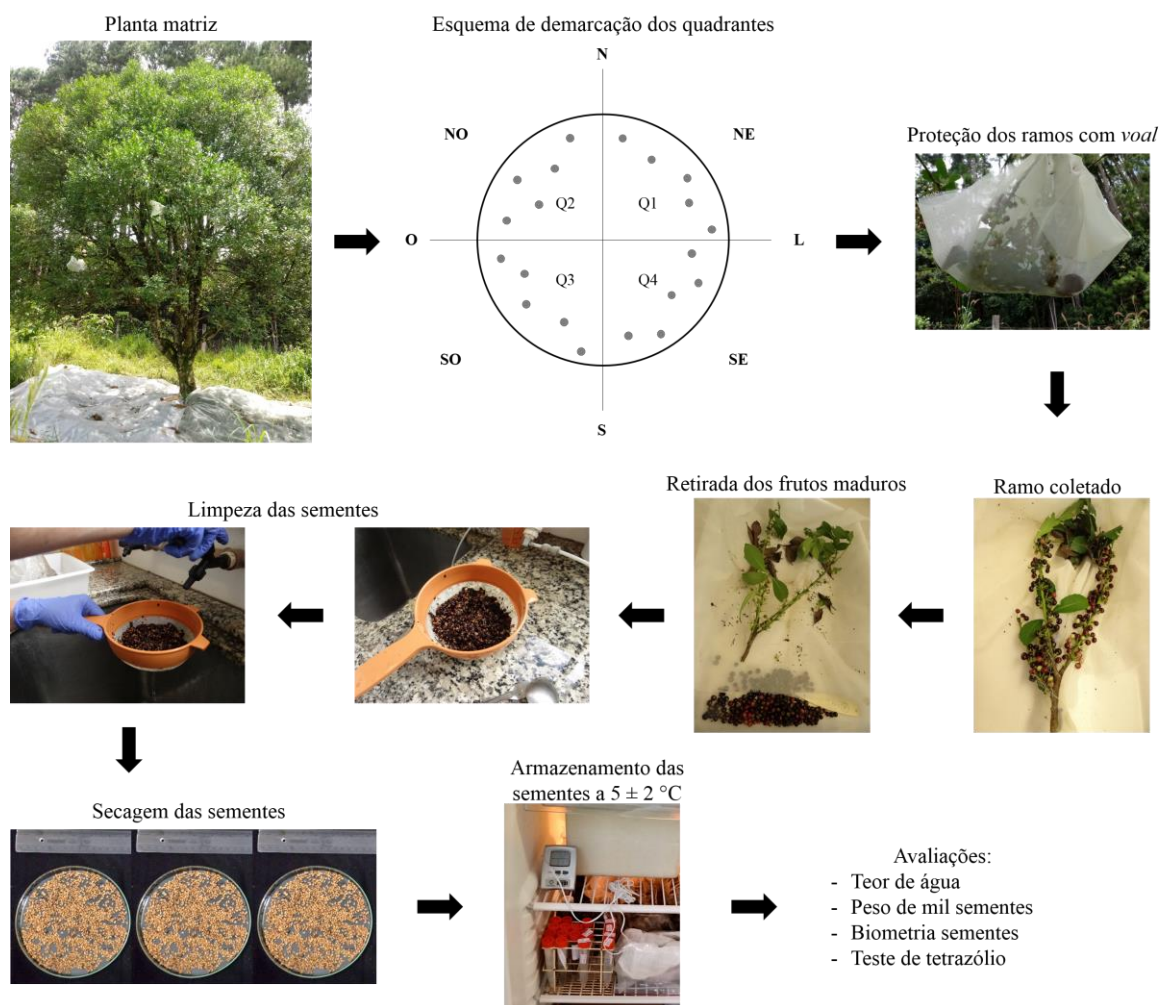 Planta matriz
Esquema de demarcação dos quadrantes
N
NO
NE
Proteção dos ramos com voal
Q2
Q1
O
L
Q3
Q4
SO
SE
S
Limpeza das sementes
Retirada dos frutos maduros
Ramo coletado
Secagem das sementes
Armazenamento das
sementes a 5 ± 2 °C
Avaliações:
- Teor de água
- Peso de mil sementes
- Biometria sementes
- Teste de tetrazólio